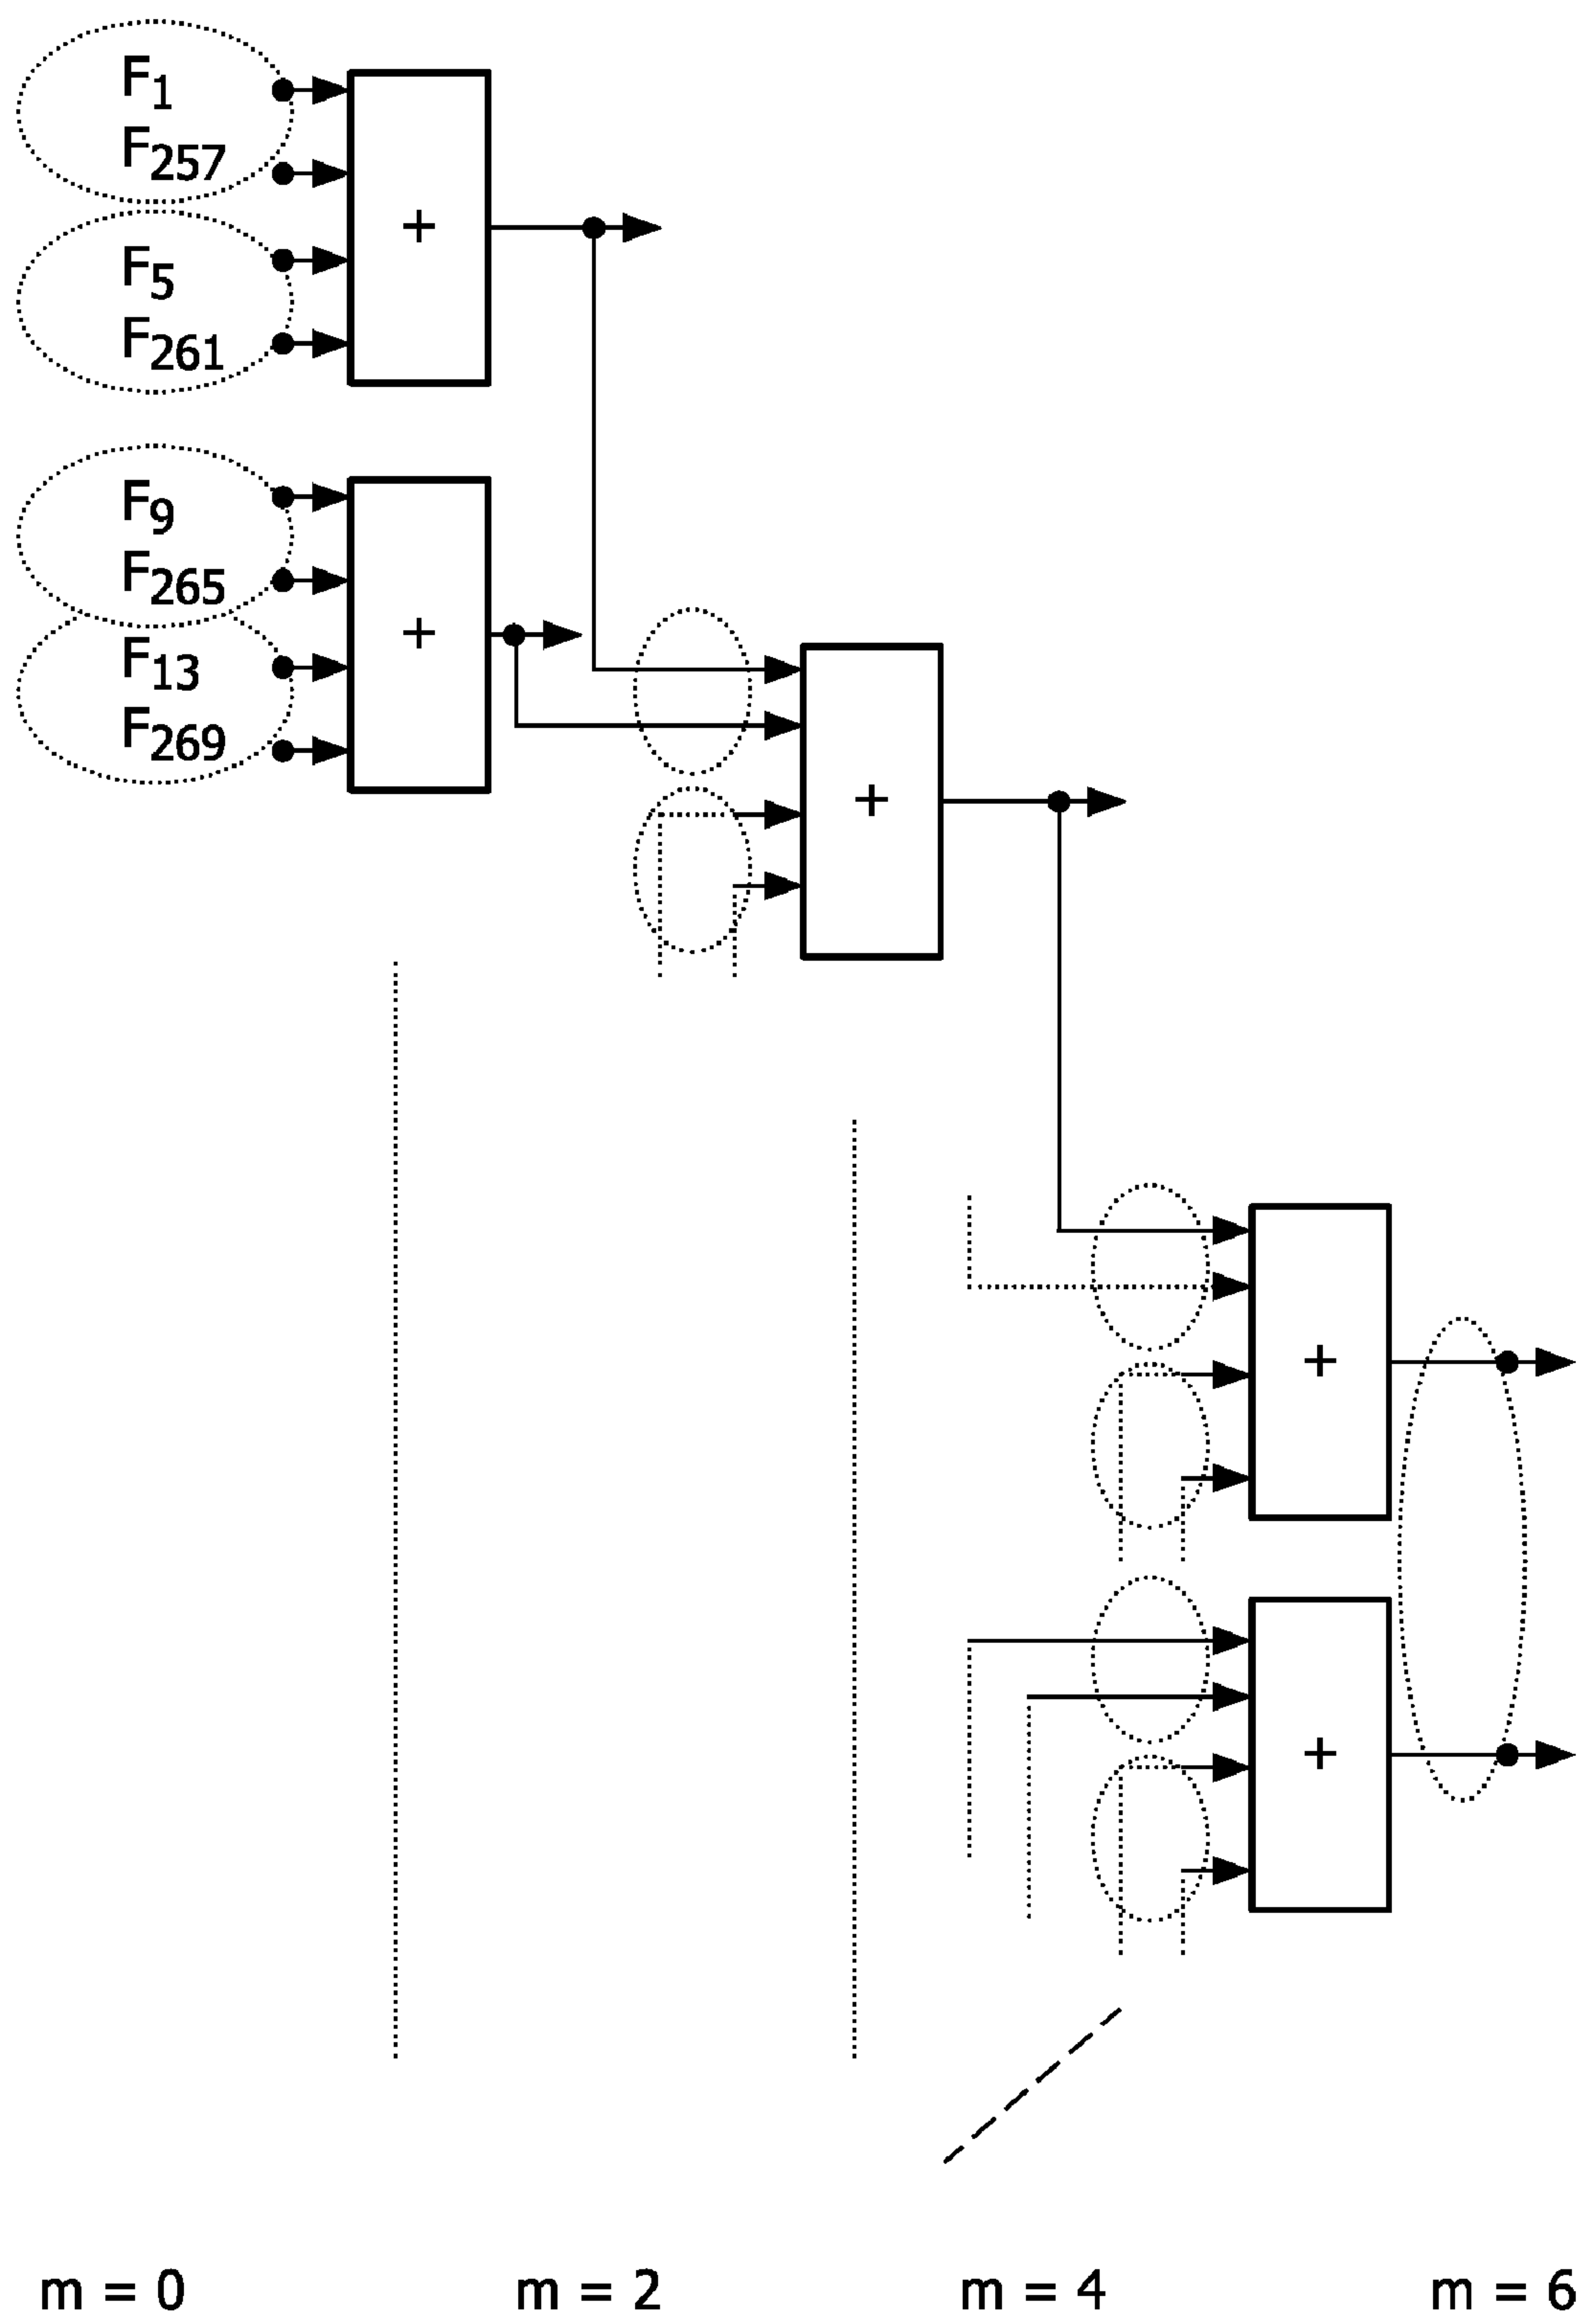 F1
F257
+
F5
F261
F9
F265
+
F13
F269
+
+
+
m = 0 m = 2 m = 4 m = 6